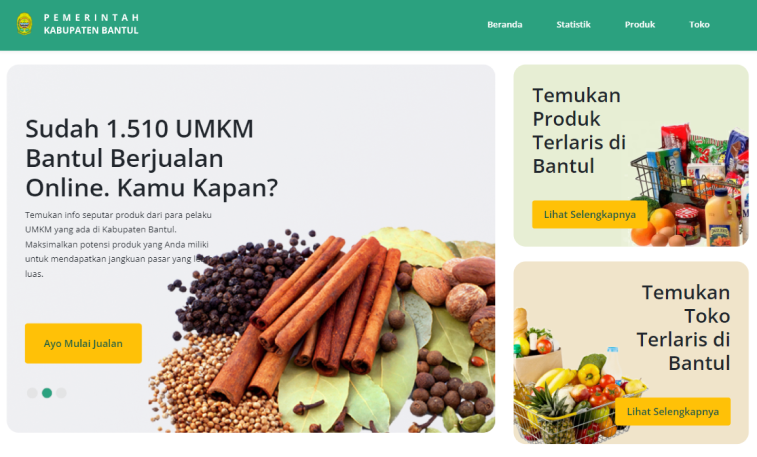 PEMERINTAH
KABUPATEN BANTUL
Beranda
Statistik
Produk
Toko
Sudah 1.510 UMKM
Bantul Berjualan
Online. Kamu Kapan?
Temukan info seputar produk dari para pelaku
UMKM yang ada di Kabupaten Bantul.
Maksimalkan potensi produk yang Anda miliki
untuk mendapatkan jangkuan pasar yang
luas.
Ayo Mulai Jualan
Temukan
Produk
Terlaris di
Bantul
Lihat Selengkapnya
Temukan
Toko
Terlaris di
Bantul
Lihat Selengkapnya